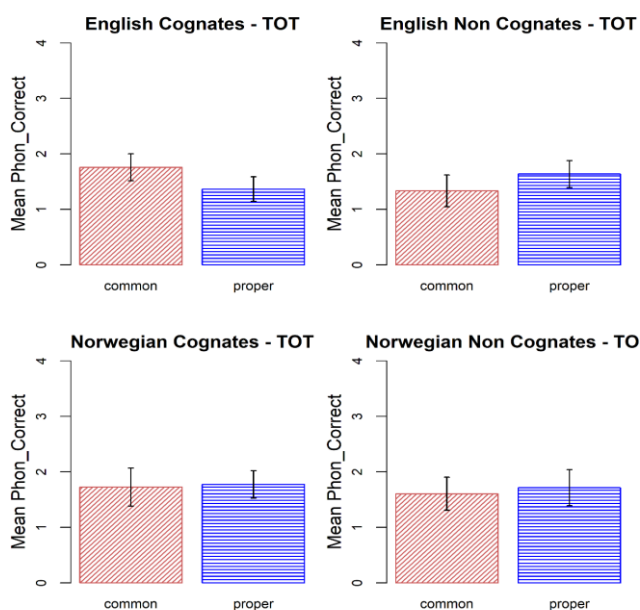 English Cognates - TOT
Mean Phon_Correct
4
3
2
1
0
common proper
English Non Cognates - TOT
Mean Phon_Correct
4
3
2
1
0
common proper
Norwegian Cognates - TOT
Mean Phon_Correct
4
3
2
1
0
common proper
Norwegian Non Cognates - TO
Mean Phon_Correct
4
3
2
1
0
common proper